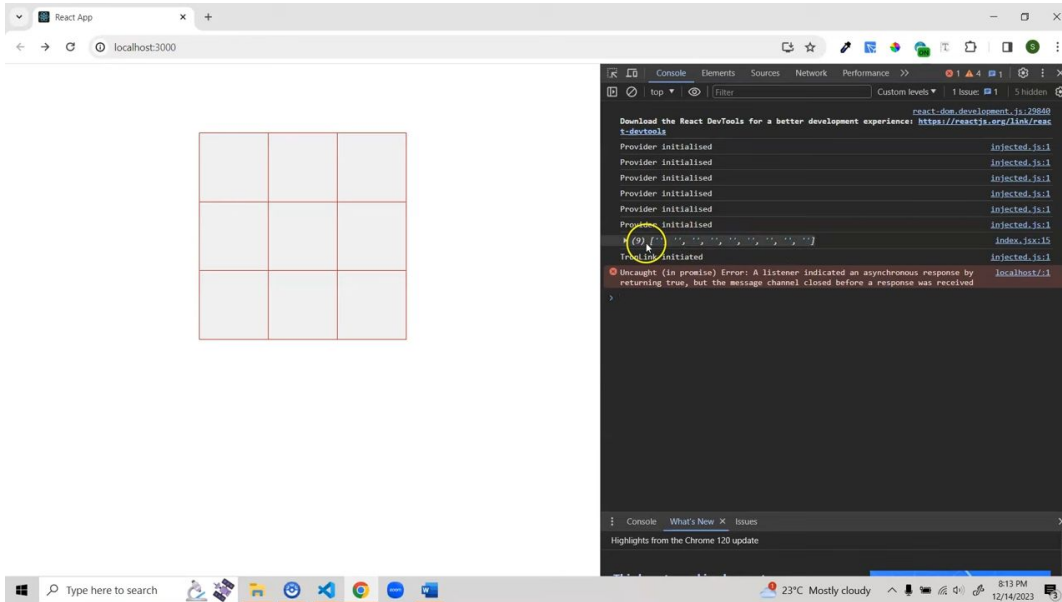 React App
localhost:3000
ON
S
Console Elements Sources Network Performance
1 4 1
top Filter Custom levels 1 Issue: 1 5 hidden
react-dom.development.js:29840
Download the React DevTools for a better development experience: https://reactjs.org/link/reac
t-devtools
Provider initialised injected.js:1
Provider initialised injected.js:1
Provider initialised injected.js:1
Provider initialised injected.js:1
Provider initialised injected.js:1
Provider initialised injected.js:1
(9) ['', '', '', '', '', '', '', '', ''] index.jsx:15
TronLink initiated injected.js:1
Uncaught (in promise) Error: A listener indicated an asynchronous response by localhost/:1
returning true, but the message channel closed before a response was received
Console What's New Issues
Highlights from the Chrome 120 update
Type here to search
23°C Mostly cloudy
8:13 PM
12/14/2023
3